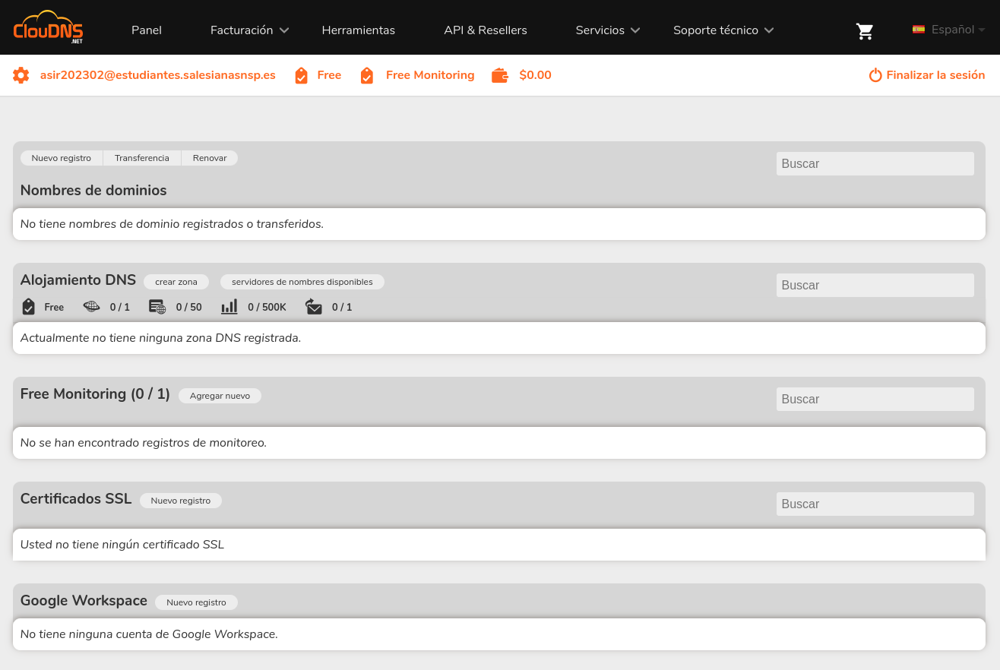 ClouDNS
.NET
Panel Facturación Herramientas API & Resellers Servicios Soporte técnico Español
asir202302@estudiantes.salesianasnsp.es Free Free Monitoring $0.00 Finalizar la sesión
Nuevo registro Transferencia Renovar Buscar
Nombres de dominios
No tiene nombres de dominio registrados o transferidos.
Alojamiento DNS crear zona servidores de nombres disponibles Buscar
Free 0 / 1 0 / 50 0 / 500K 0 / 1
Actualmente no tiene ninguna zona DNS registrada.
Free Monitoring (0 / 1) Agregar nuevo Buscar
No se han encontrado registros de monitoreo.
Certificados SSL Nuevo registro Buscar
Usted no tiene ningún certificado SSL
Google Workspace Nuevo registro
No tiene ninguna cuenta de Google Workspace.